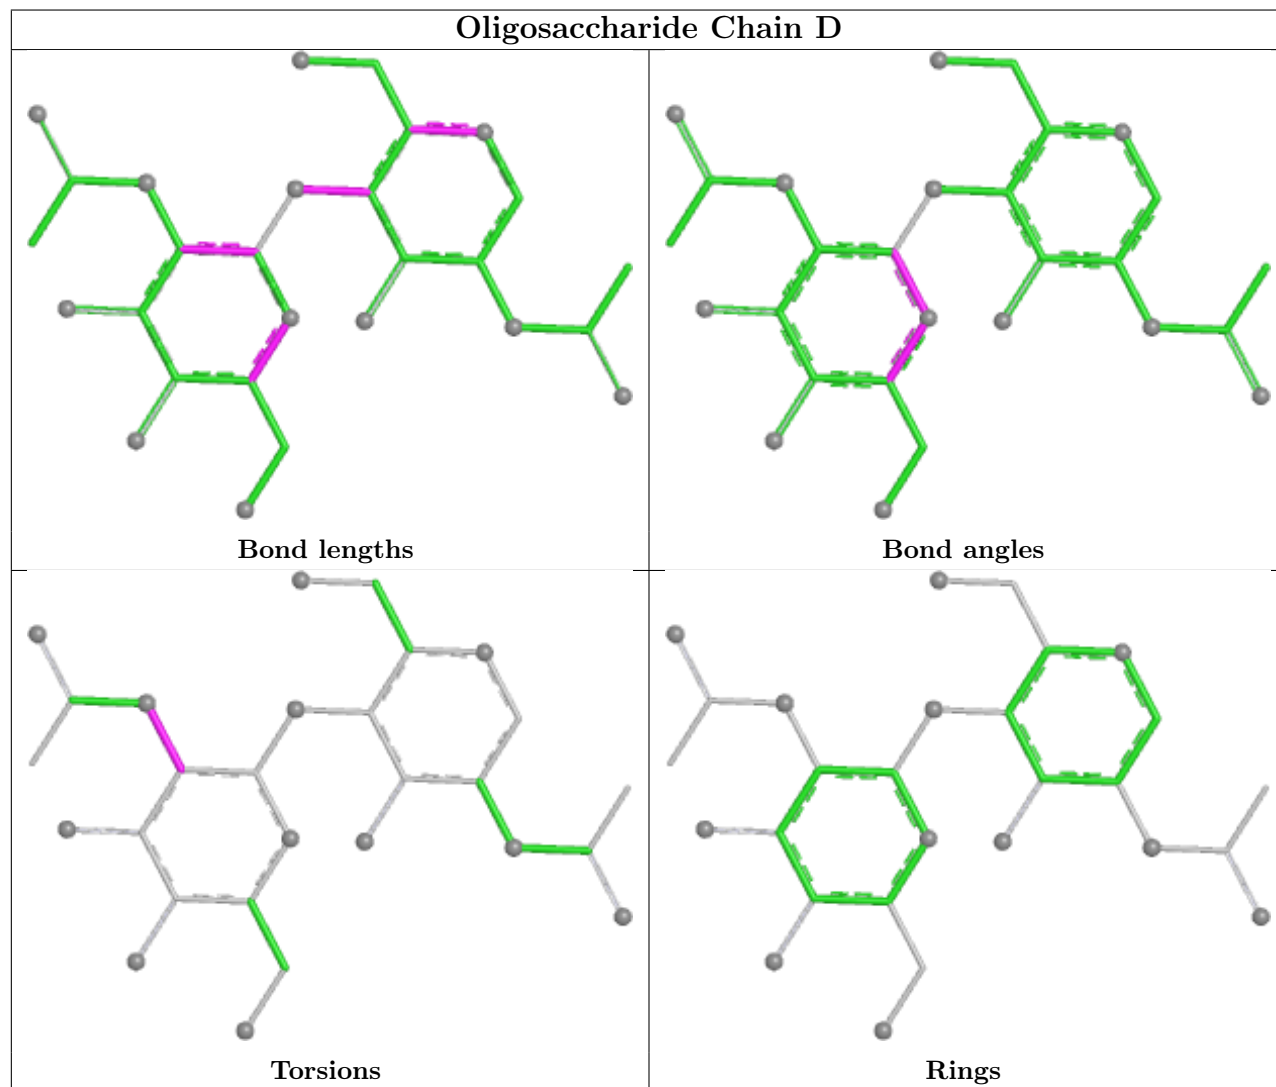 Oligosaccharide Chain D
Bond lengths
Bond angles
Torsions
Rings